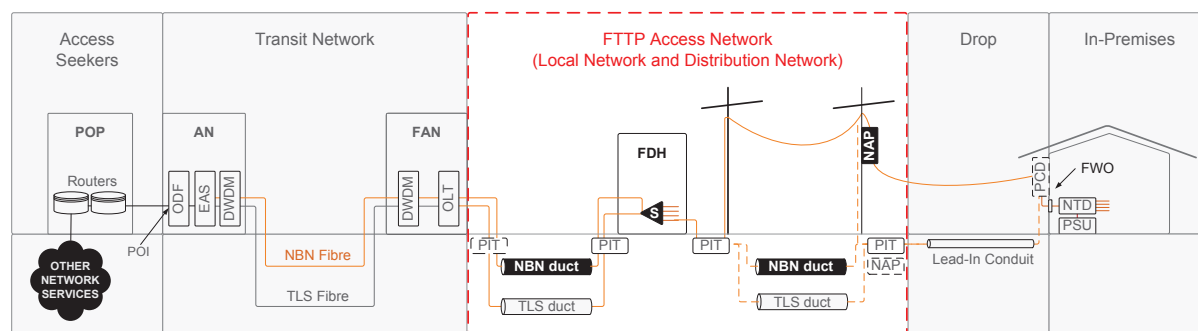 Access
Seekers
Transit Network
FTTP Access Network
(Local Network and Distribution Network)
Drop
In-Premises
POP
AN
FAN
FDH
NAP
PCD
FWO
Routers
ODF
EAS
DWDM
DWDM
OLT
S
NTD
PSU
POI
PIT
PIT
PIT
PIT
NAP
OTHER
NETWORK
SERVICES
NBN Fibre
TLS Fibre
NBN duct
TLS duct
NBN duct
TLS duct
Lead-In Conduit